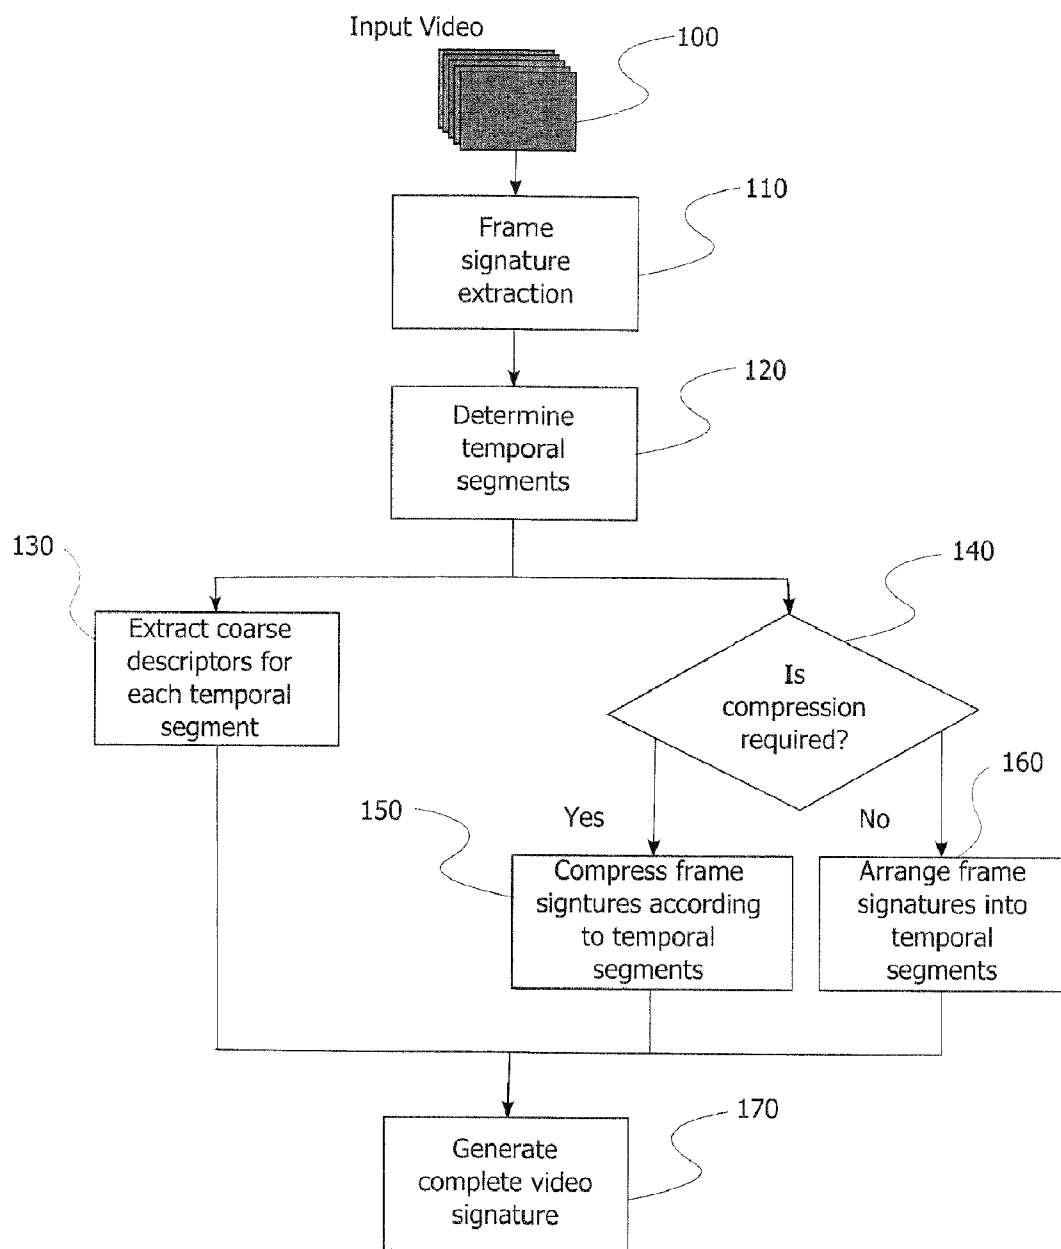 Input Video
100
110
Frame
signature
extraction
120
Determine
temporal
segments
130
140
Extract coarse
descriptors for
each temporal
segment
Is
compression
required?
150
160
Yes
No
Compress frame
signtures according
to temporal
segments
Arrange frame
signatures into
temporal
segments
170
Generate
complete video
signature